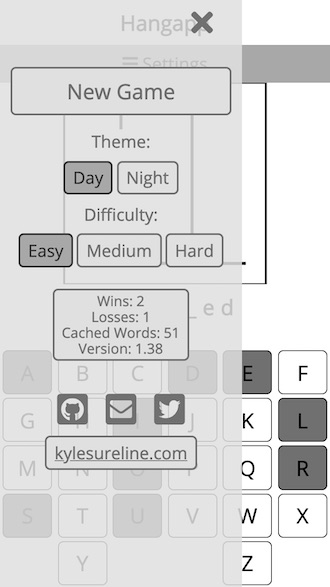 Hangapp
Settings
New Game
Theme:
Day Night
Difficulty:
Easy Medium Hard
Wins: 2
Losses: 1
Cached Words: 51
Version: 1.38
_ e d
A B C D E F
G J K L
M N P Q R
S T U V W X
kylesureline.com
Y Z